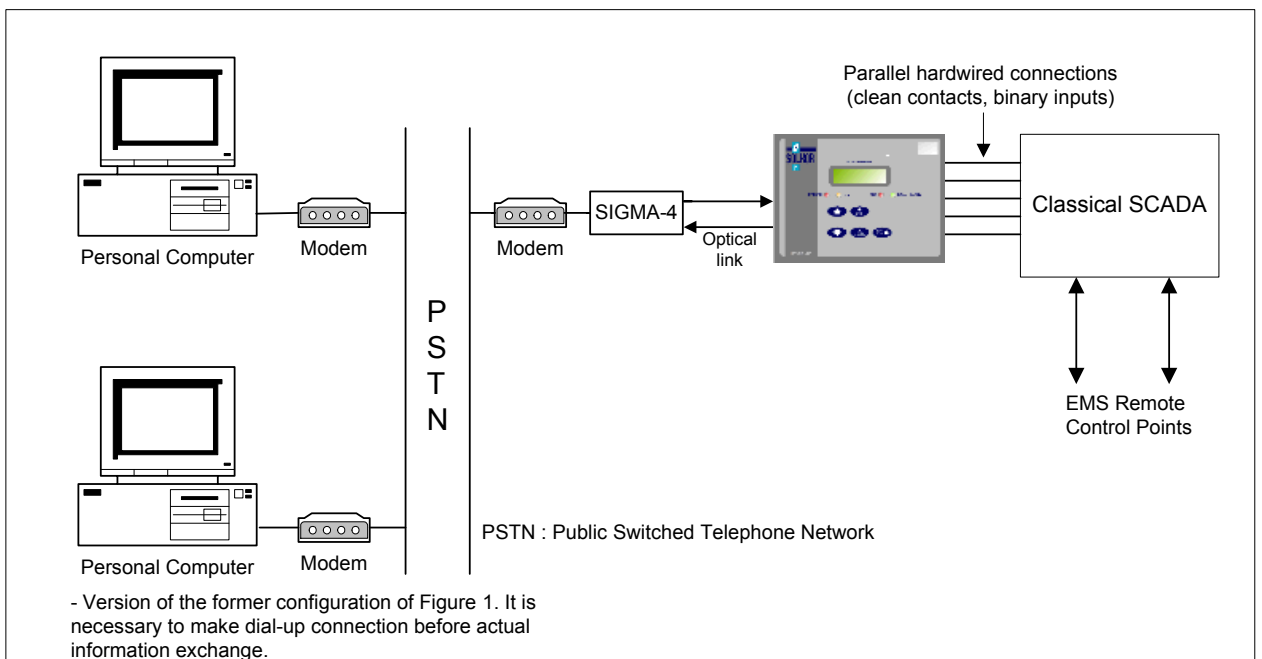 Parallel hardwired connections
(clean contacts, binary inputs)
Personal Computer
Modem
Modem
SIGMA-4
Optical
link
SOLKOR
Classical SCADA
P
S
T
N
EMS Remote
Control Points
Personal Computer
Modem
PSTN : Public Switched Telephone Network
- Version of the former configuration of Figure 1. It is
necessary to make dial-up connection before actual
information exchange.